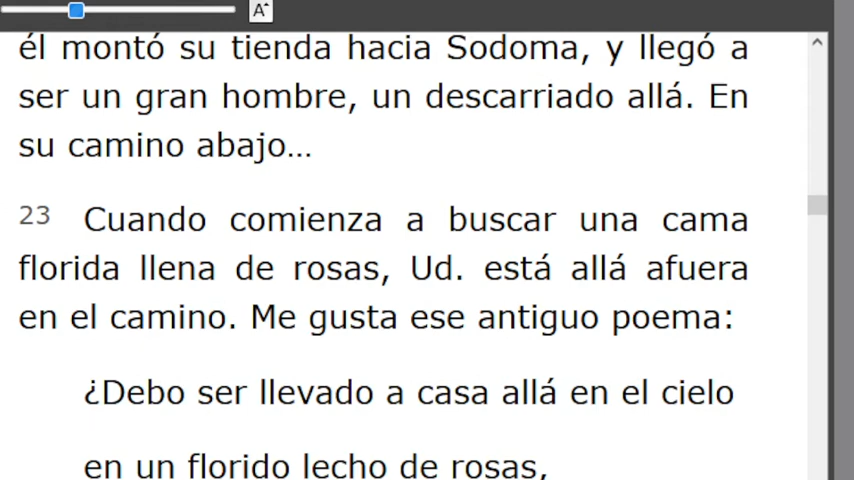 A
él montó su tienda hacia Sodoma, y llegó a
ser un gran hombre, un descarriado allá. En
su camino abajo…
23 Cuando comienza a buscar una cama
florida llena de rosas, Ud. está allá afuera
en el camino. Me gusta ese antiguo poema:
¿Debo ser llevado a casa allá en el cielo
en un florido lecho de rosas,